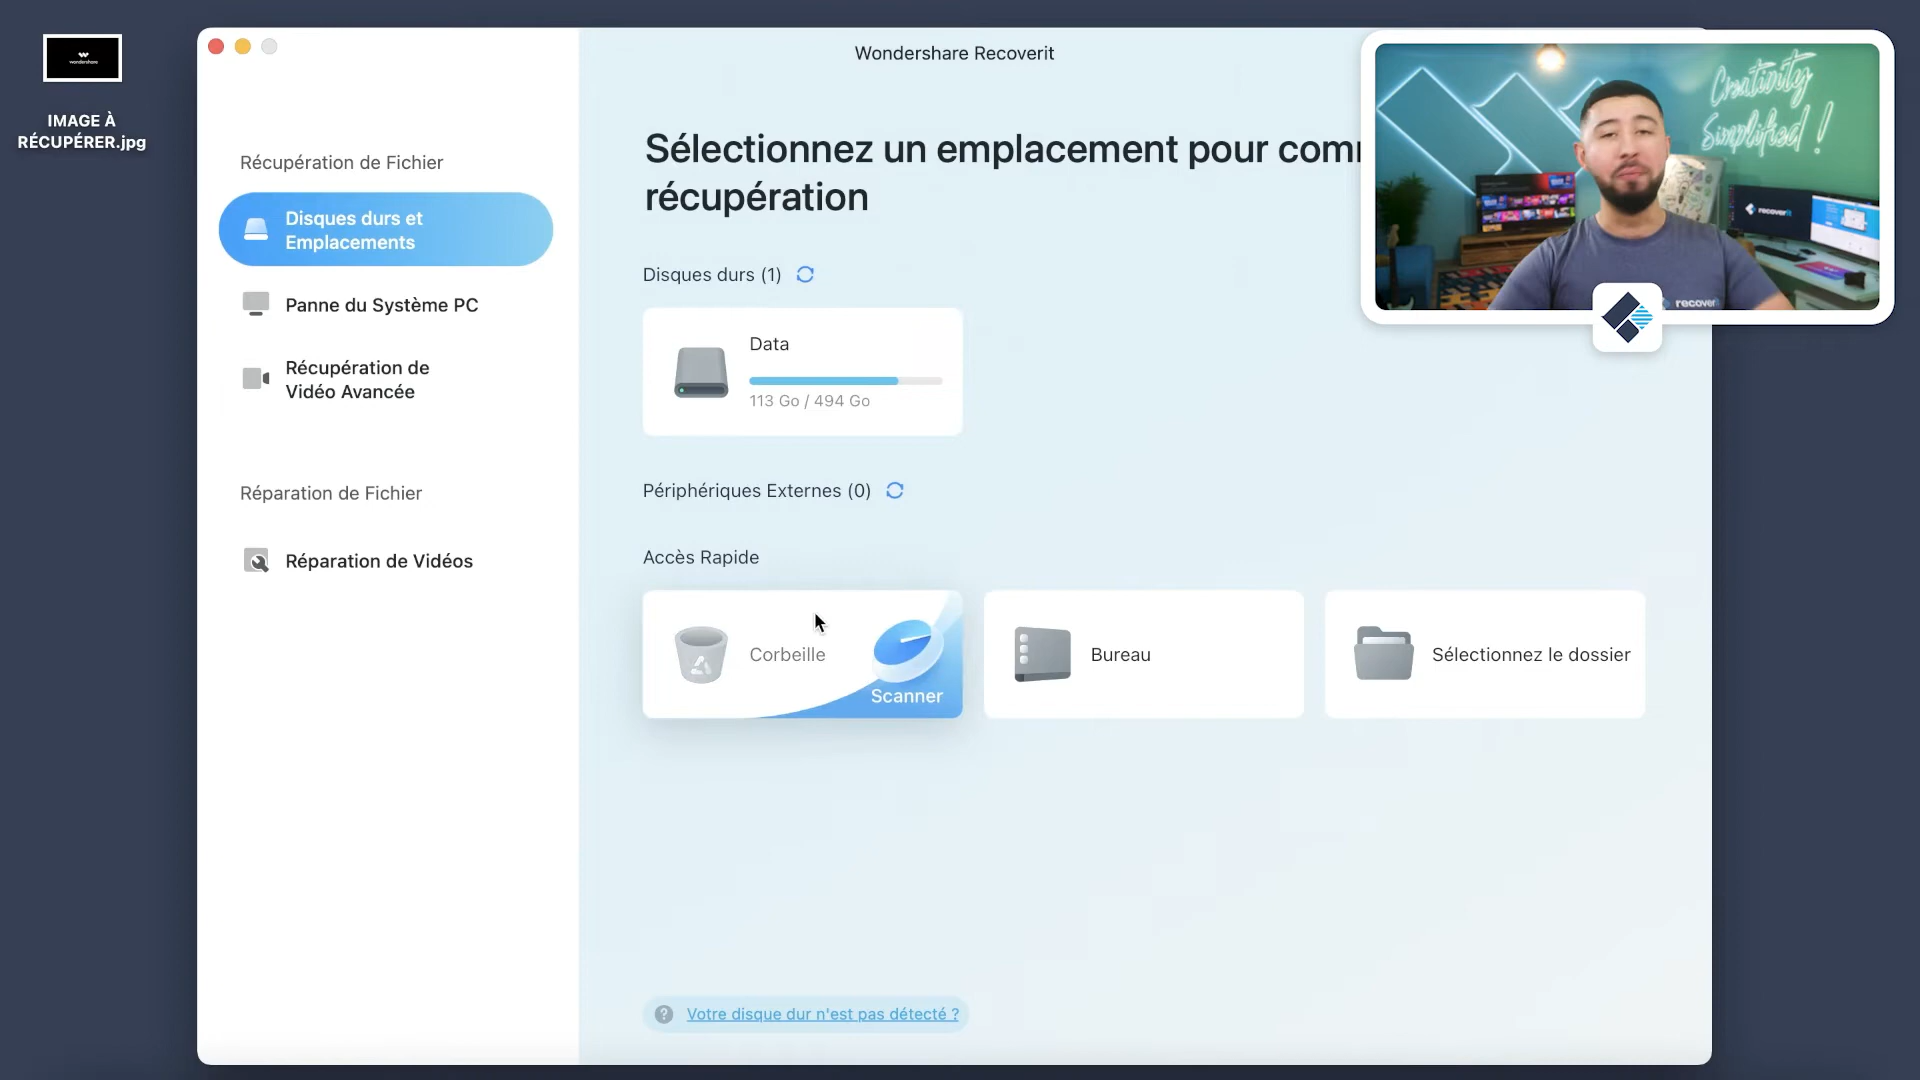 wondershare
IMAGE À
RÉCUPÉRER.jpg
Wondershare Recoverit
Récupération de Fichier
Disques durs et
Emplacements
Panne du Système PC
Récupération de
Vidéo Avancée
Réparation de Fichier
Réparation de Vidéos
Sélectionnez un emplacement pour com
récupération
Disques durs (1)
Data
113 Go / 494 Go
Périphériques Externes (0)
Accès Rapide
Corbeille
Scanner
Bureau
Sélectionnez le dossier
Votre disque dur n'est pas détecté ?
Creativity
Simplified !
recoverit
recoverit